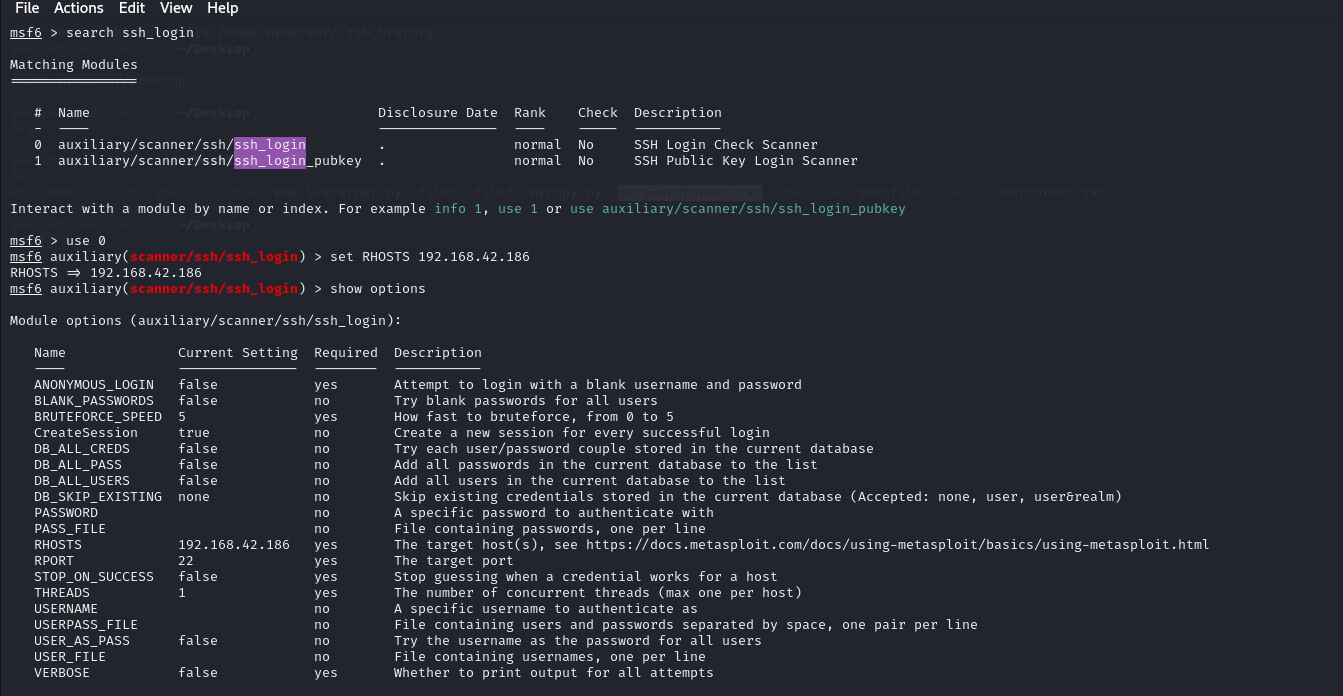 File Actions Edit View Help
msf6 > search ssh_login
Matching Modules
# Name Disclosure Date Rank Check Description
0 auxiliary/scanner/ssh/ssh_login . normal No SSH Login Check Scanner
1 auxiliary/scanner/ssh/ssh_login_pubkey . normal No SSH Public Key Login Scanner
Interact with a module by name or index. For example info 1, use 1 or use auxiliary/scanner/ssh/ssh_login_pubkey
msf6 > use 0
msf6 auxiliary(scanner/ssh/ssh_login) > set RHOSTS 192.168.42.186
RHOSTS => 192.168.42.186
msf6 auxiliary(scanner/ssh/ssh_login) > show options
Module options (auxiliary/scanner/ssh/ssh_login):
Name Current Setting Required Description
ANONYMOUS_LOGIN false yes Attempt to login with a blank username and password
BLANK_PASSWORDS false no Try blank passwords for all users
BRUTEFORCE_SPEED 5 yes How fast to bruteforce, from 0 to 5
CreateSession true no Create a new session for every successful login
DB_ALL_CREDS false no Try each user/password couple stored in the current database
DB_ALL_PASS false no Add all passwords in the current database to the list
DB_ALL_USERS false no Add all users in the current database to the list
DB_SKIP_EXISTING none no Skip existing credentials stored in the current database (Accepted: none, user, user&realm)
PASSWORD no A specific password to authenticate with
PASS_FILE no File containing passwords, one per line
RHOSTS 192.168.42.186 yes The target host(s), see https://docs.metasploit.com/docs/using-metasploit/basics/using-metasploit.html
RPORT 22 yes The target port
STOP_ON_SUCCESS false yes Stop guessing when a credential works for a host
THREADS 1 yes The number of concurrent threads (max one per host)
USERNAME no A specific username to authenticate as
USERPASS_FILE no File containing users and passwords separated by space, one pair per line
USER_AS_PASS false no Try the username as the password for all users
USER_FILE no File containing usernames, one per line
VERBOSE false yes Whether to print output for all attempts